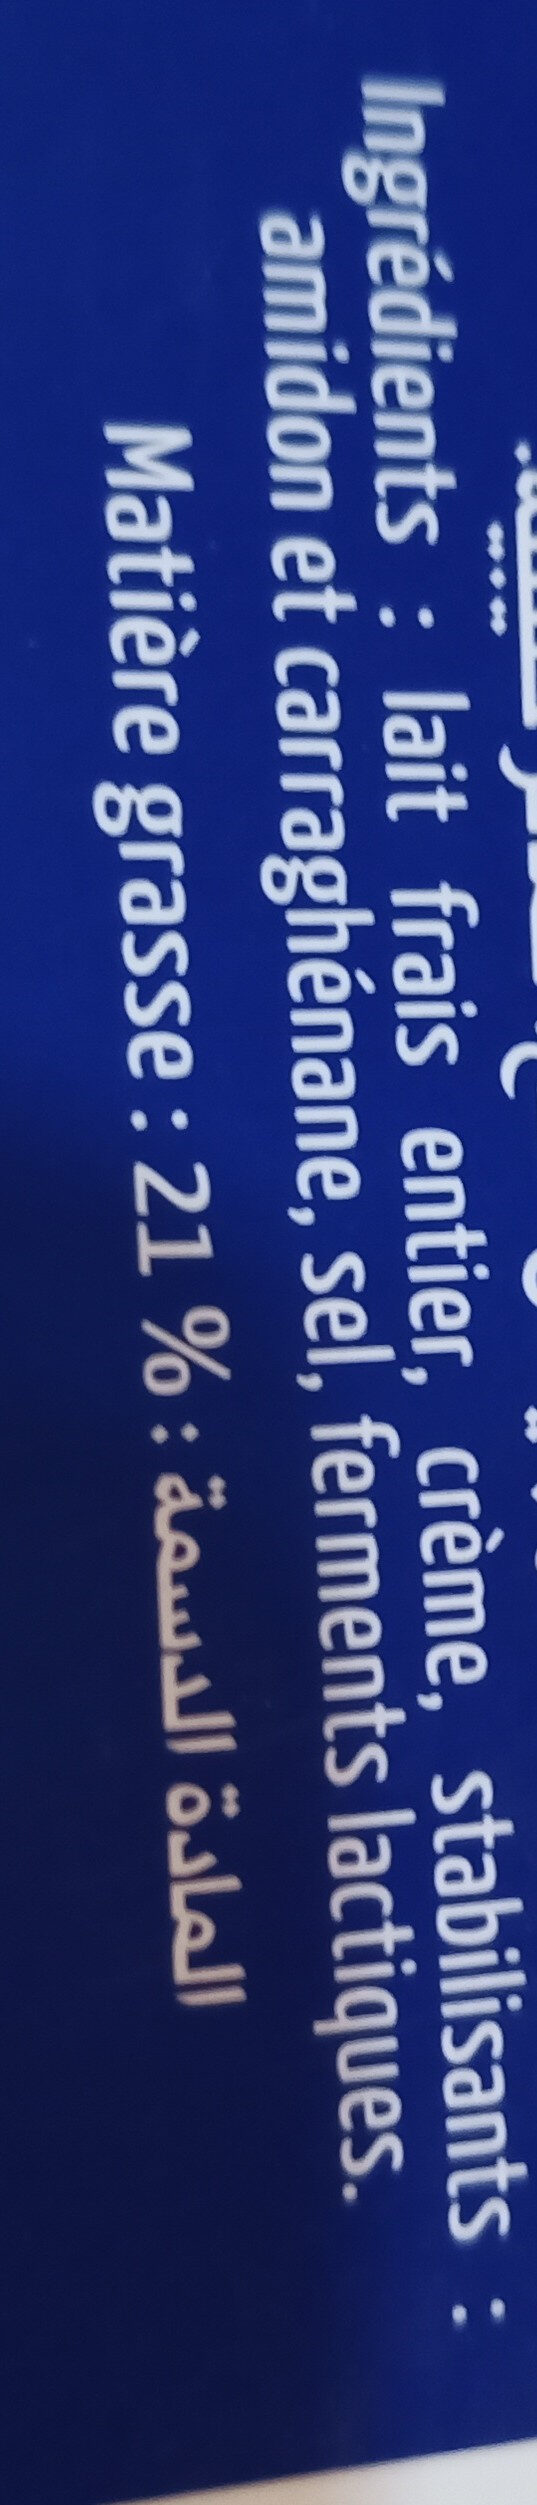 Ingrédients : lait frais entier, crème, stabilisants :
amidon et carraghénane, sel, ferments lactiques.
Matière grasse : 21 % : المادة الدسمة